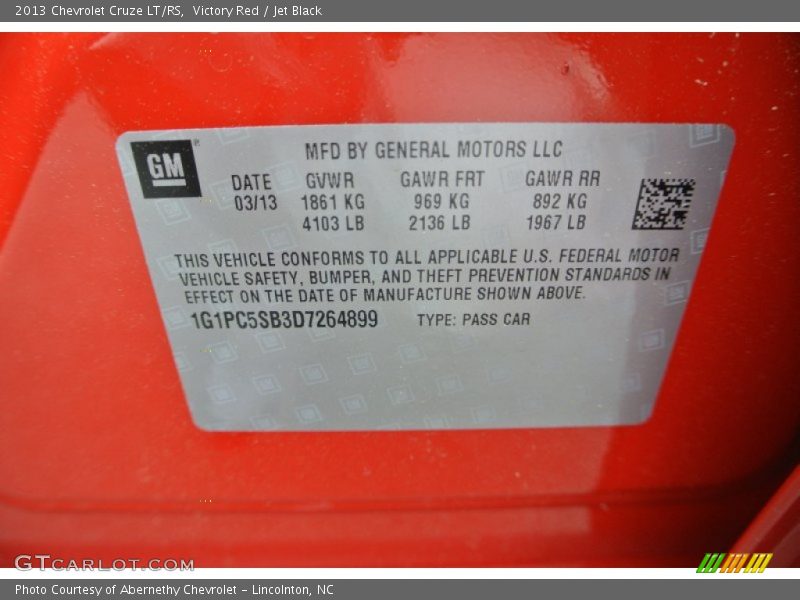 2013 Chevrolet Cruze LT/RS, Victory Red / Jet Black
GM
MFD BY GENERAL MOTORS LLC
DATE GVWR GAWR FRT GAWR RR
03/13 1861 KG 969 KG 892 KG
4103 LB 2136 LB 1967 LB
THIS VEHICLE CONFORMS TO ALL APPLICABLE U.S. FEDERAL MOTOR
VEHICLE SAFETY, BUMPER, AND THEFT PREVENTION STANDARDS IN
EFFECT ON THE DATE OF MANUFACTURE SHOWN ABOVE.
1G1PC5SB3D7264899 TYPE: PASS CAR
GTCARLOT.COM
Photo Courtesy of Abernethy Chevrolet – Lincolnton, NC